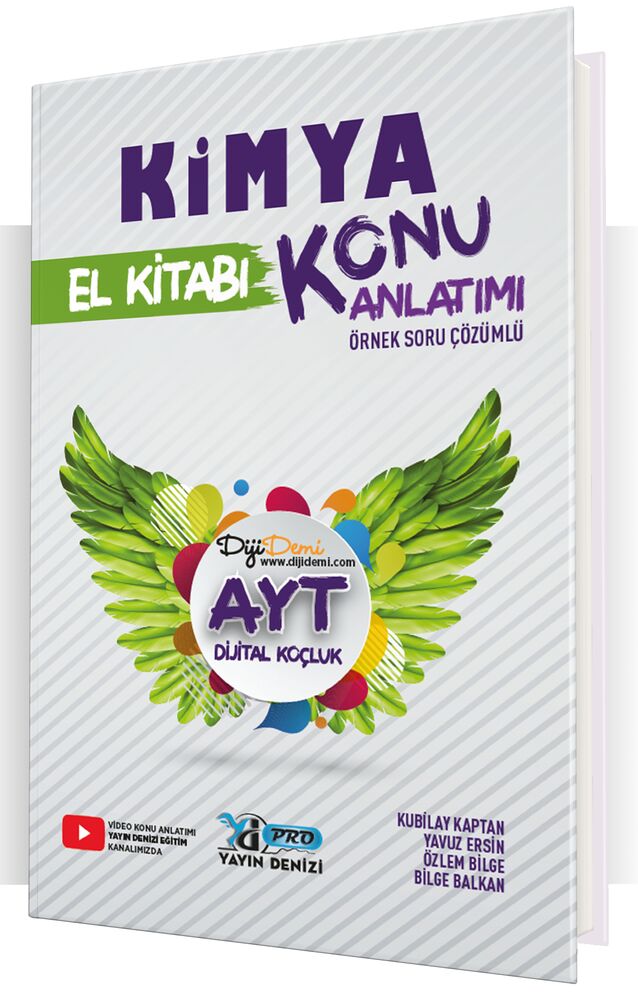 KİMYA
EL KİTABI
KONU
ANLATIMI
ÖRNEK SORU ÇÖZÜMLÜ
DijiDemi
www.dijidemi.com
AYT
DİJİTAL KOÇLUK
VİDEO KONU ANLATIMI
YAYIN DENİZİ EĞİTİM
KANALIMIZDA
YD PRO
YAYIN DENİZİ
KUBİLAY KAPTAN
YAVUZ ERSİN
ÖZLEM BİLGE
BİLGE BALKAN